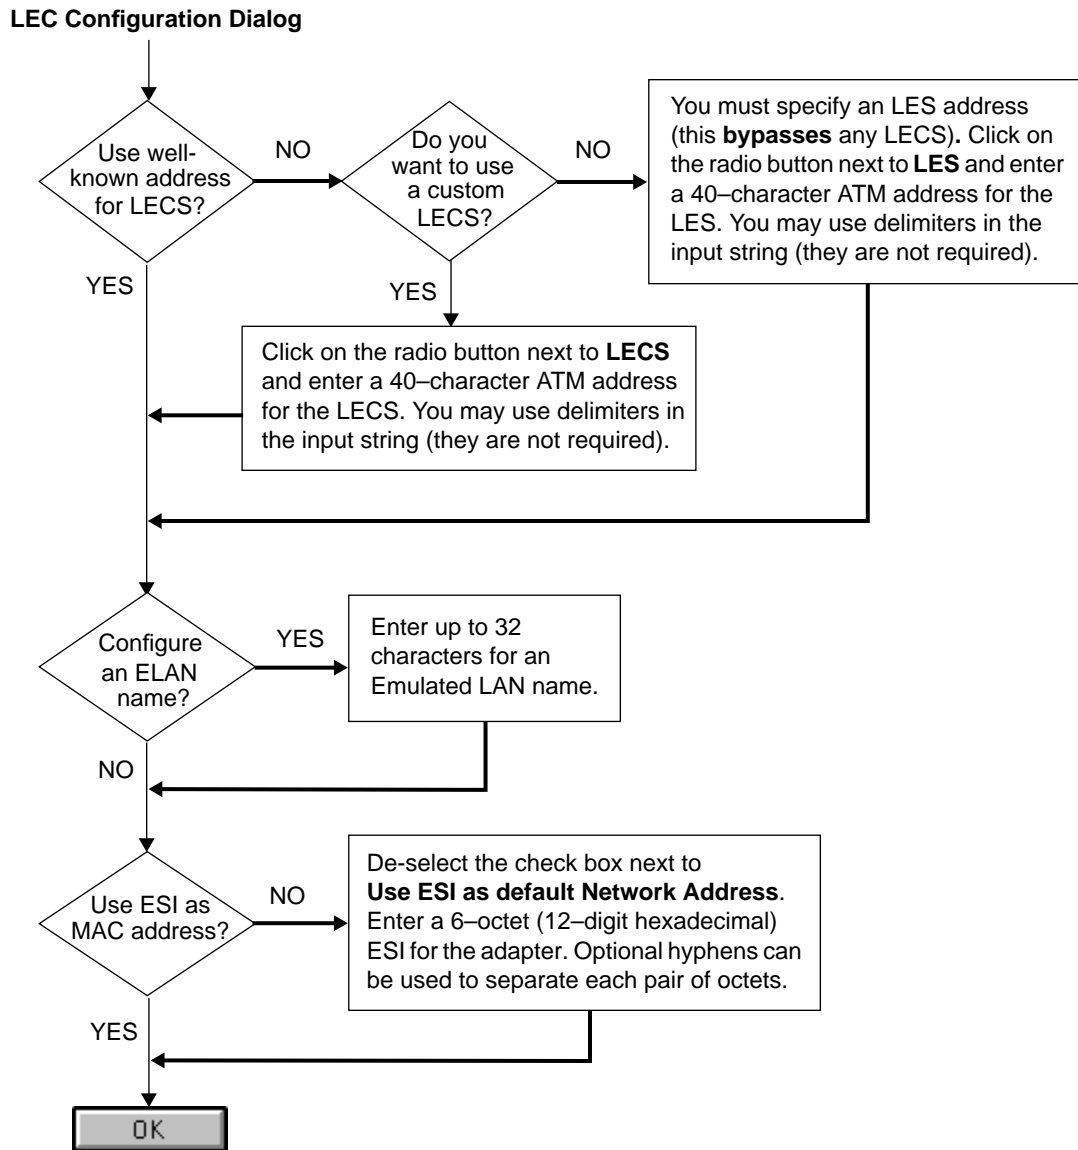 LEC Configuration Dialog
Use well-
known address
for LECS?
NO
Do you
want to use
a custom
LECS?
NO
You must specify an LES address
(this bypasses any LECS). Click on
the radio button next to LES and enter
a 40–character ATM address for the
LES. You may use delimiters in the
input string (they are not required).
YES
YES
Click on the radio button next to LECS
and enter a 40–character ATM address
for the LECS. You may use delimiters in
the input string (they are not required).
Configure
an ELAN
name?
YES
Enter up to 32
characters for an
Emulated LAN name.
NO
Use ESI as
MAC address?
NO
De-select the check box next to
Use ESI as default Network Address.
Enter a 6–octet (12–digit hexadecimal)
ESI for the adapter. Optional hyphens can
be used to separate each pair of octets.
YES
OK